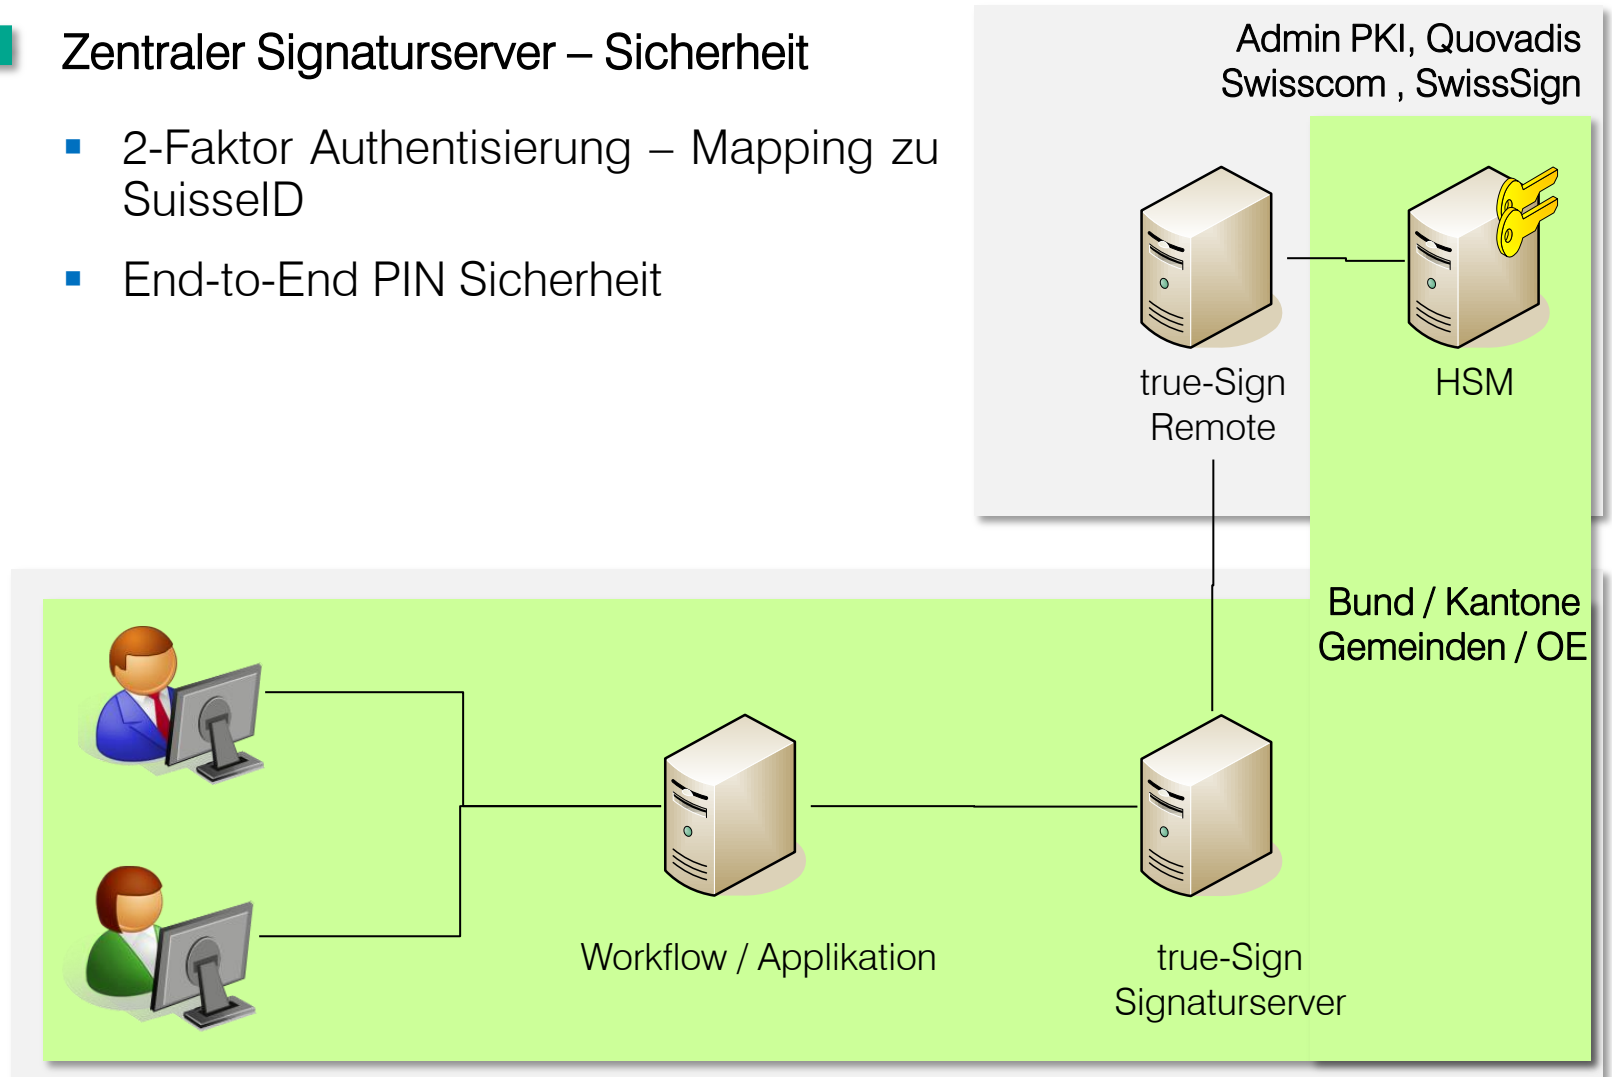 Zentraler Signaturserver – Sicherheit
2-Faktor Authentisierung – Mapping zu
SuisseID
End-to-End PIN Sicherheit
Admin PKI, Quovadis
Swisscom , SwissSign
true-Sign
Remote
HSM
Bund / Kantone
Gemeinden / OE
Workflow / Applikation
true-Sign
Signaturserver